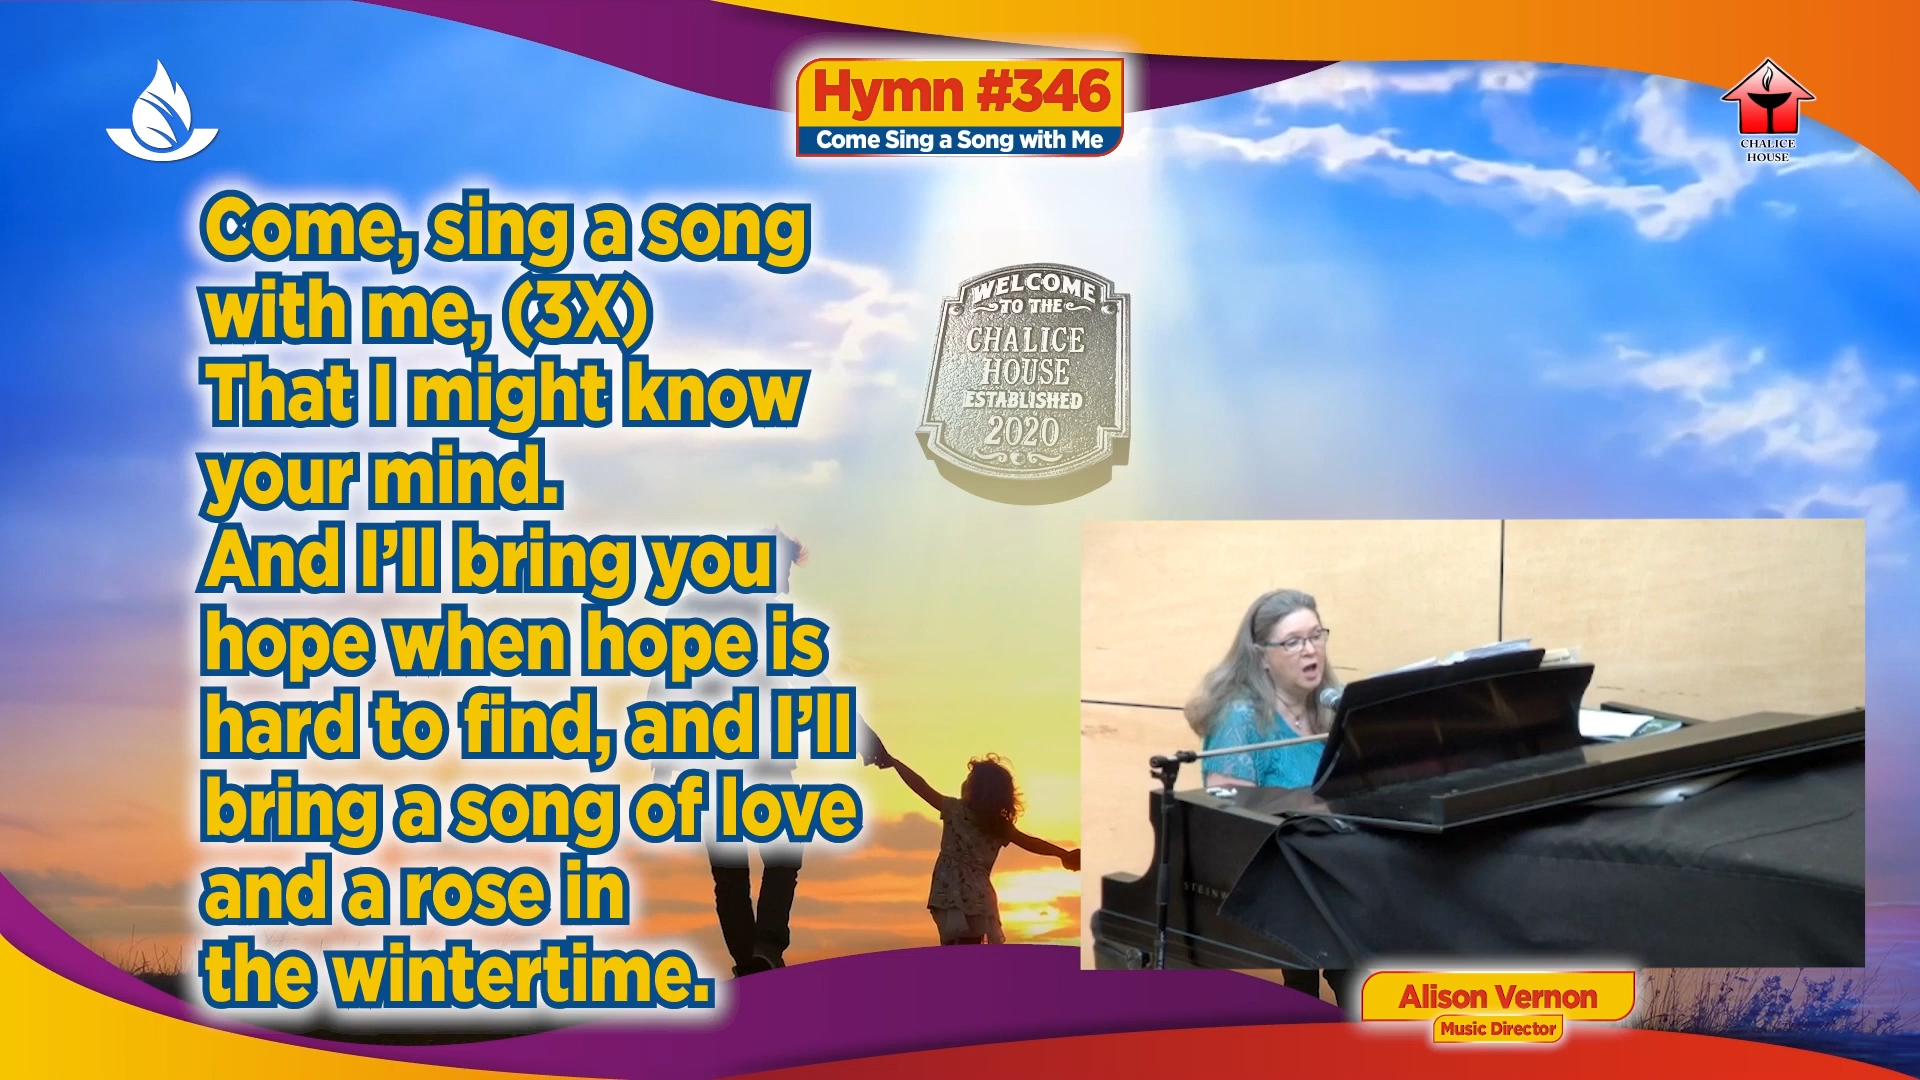 Hymn #346
Come Sing a Song with Me
CHALICE
HOUSE
Come, sing a song
with me, (3X)
That I might know
your mind.
And I’ll bring you
hope when hope is
hard to find, and I’ll
bring a song of love
and a rose in
the wintertime.
WELCOME
TO THE
CHALICE
HOUSE
ESTABLISHED
2020
STEINW
Alison Vernon
Music Director